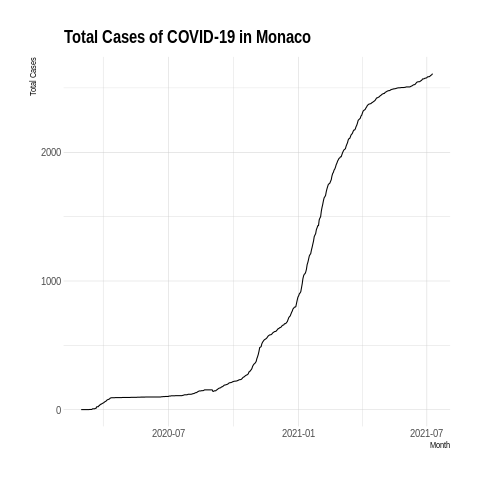 Total Cases of COVID-19 in Monaco
Total Cases
2000
1000
0
2020-07
2021-01
2021-07
Month